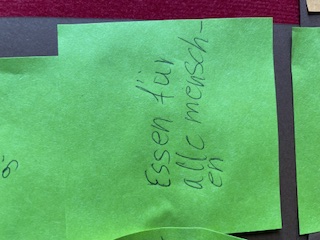 Essen für
alle mensch-
en